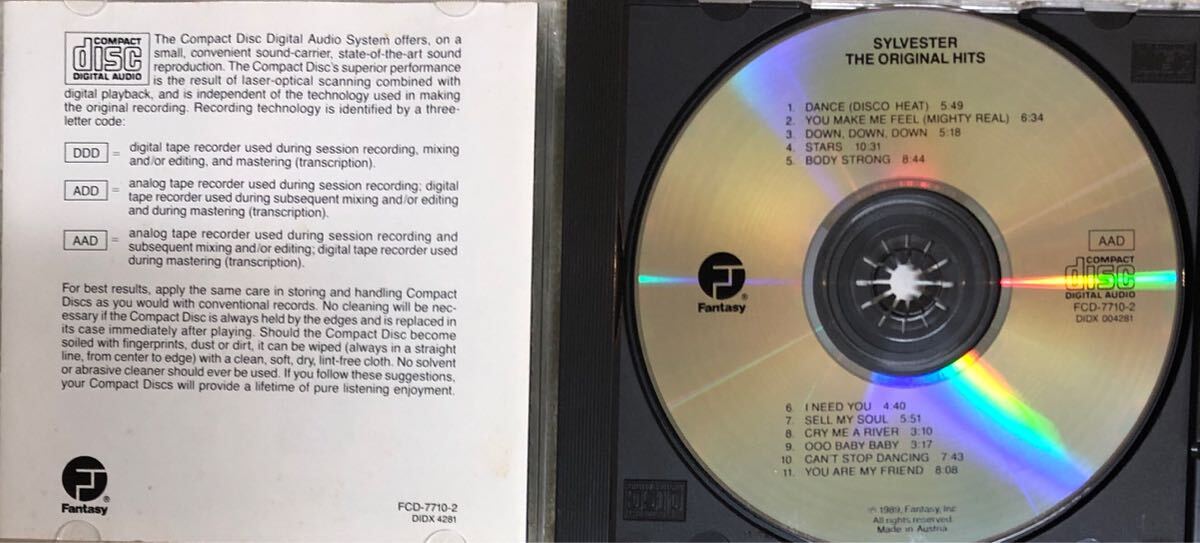 COMPACT
disc
DIGITAL AUDIO
The Compact Disc Digital Audio System offers, on a
small, convenient sound-carrier, state-of-the-art sound
reproduction. The Compact Disc's superior performance
is the result of laser-optical scanning combined with
digital playback, and is independent of the technology used in making
the original recording. Recording technology is identified by a three-
letter code:
DDD = digital tape recorder used during session recording, mixing
and/or editing, and mastering (transcription).
ADD = analog tape recorder used during session recording; digital
tape recorder used during subsequent mixing and/or editing
and during mastering (transcription).
AAD = analog tape recorder used during session recording and
subsequent mixing and/or editing; digital tape recorder used
during mastering (transcription).
For best results, apply the same care in storing and handling Compact
Discs as you would with conventional records. No cleaning will be nec-
essary if the Compact Disc is always held by the edges and is replaced in
its case immediately after playing. Should the Compact Disc become
soiled with fingerprints, dust or dirt, it can be wiped (always in a straight
line, from center to edge) with a clean, soft, dry, lint-free cloth. No solvent
or abrasive cleaner should ever be used. If you follow these suggestions,
your Compact Discs will provide a lifetime of pure listening enjoyment.
®
Fantasy
FCD-7710-2
DIDX 4281
SYLVESTER
THE ORIGINAL HITS
1. DANCE (DISCO HEAT) 5:49
2. YOU MAKE ME FEEL (MIGHTY REAL) 6:34
3. DOWN, DOWN, DOWN 5:18
4. STARS 10:31
5. BODY STRONG 8:44
®
Fantasy
AAD
COMPACT
disc
DIGITAL AUDIO
FCD-7710-2
DIDX 004281
6. I NEED YOU 4:40
7. SELL MY SOUL 5:51
8. CRY ME A RIVER 3:10
9. OOO BABY BABY 3:17
10. CAN'T STOP DANCING 7:43
11. YOU ARE MY FRIEND 8:08
℗ 1989, Fantasy, Inc
All rights reserved.
Made in Austria